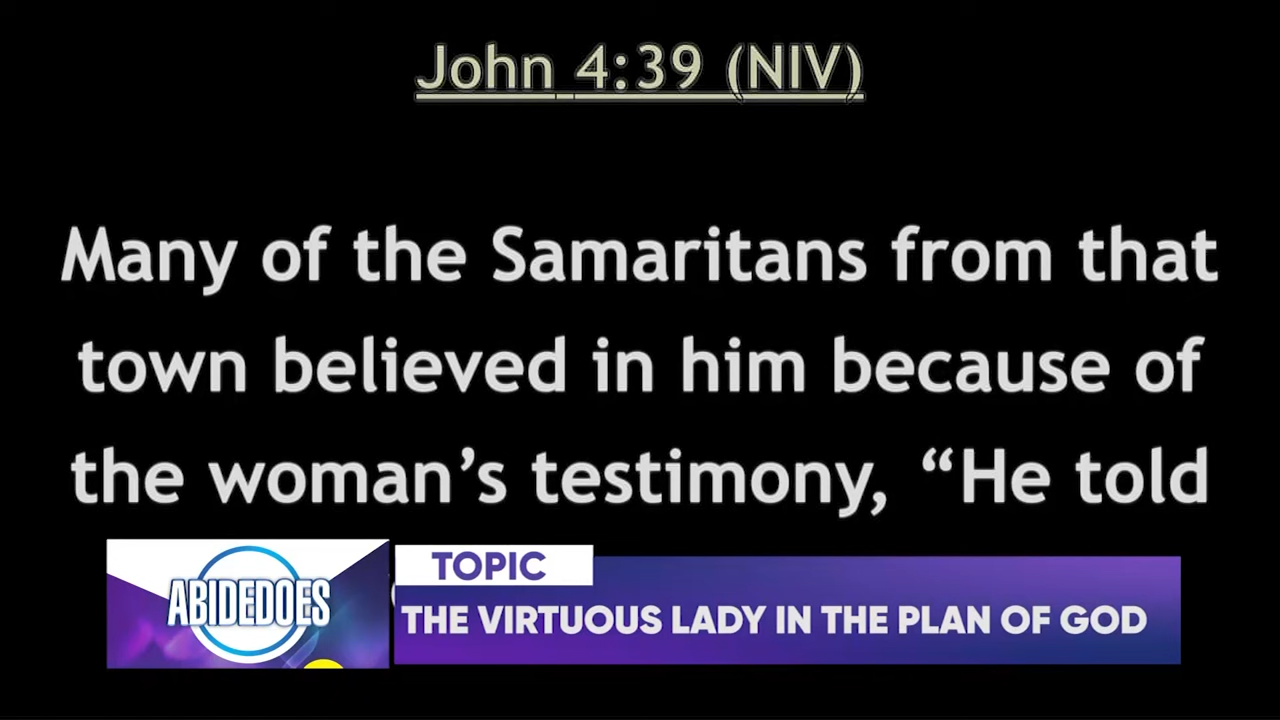 John 4:39 (NIV)
Many of the Samaritans from that
town believed in him because of
the woman’s testimony, “He told
ABIDEDOES
TOPIC
THE VIRTUOUS LADY IN THE PLAN OF GOD